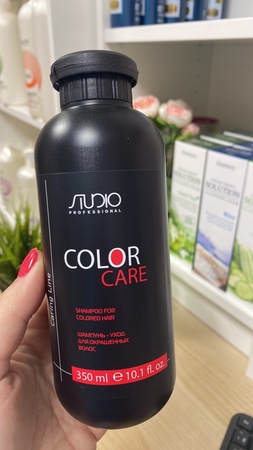 STUDIO
PROFESSIONAL
COLOR
CARE
Caring Line
SHAMPOO FOR
COLORED HAIR
ШАМПУНЬ - УХОД
ДЛЯ ОКРАШЕННЫХ
ВОЛОС
350 ml e 10.1 fl. oz.
SOLUTION
SOLUTION